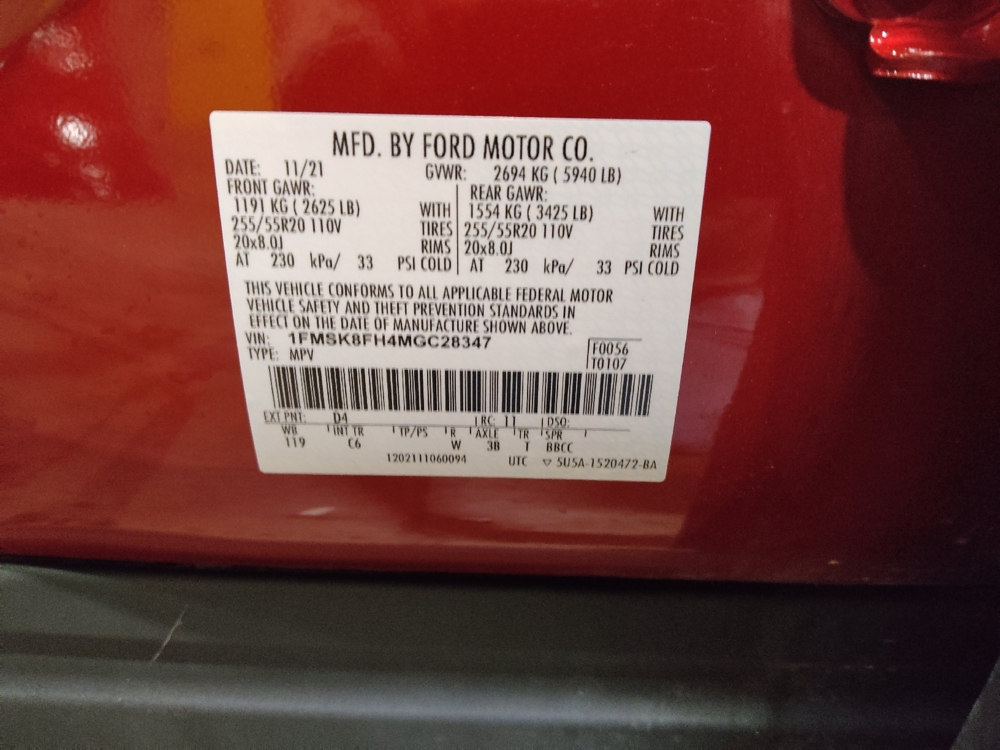 MFD. BY FORD MOTOR CO.
DATE: 11/21 GVWR: 2694 KG ( 5940 LB)
FRONT GAWR: REAR GAWR:
1191 KG ( 2625 LB) WITH 1554 KG ( 3425 LB) WITH
255/55R20 110V TIRES 255/55R20 110V TIRES
20x8.0J RIMS 20x8.0J RIMS
AT 230 kPa/ 33 PSI COLD AT 230 kPa/ 33 PSI COLD
THIS VEHICLE CONFORMS TO ALL APPLICABLE FEDERAL MOTOR
VEHICLE SAFETY AND THEFT PREVENTION STANDARDS IN
EFFECT ON THE DATE OF MANUFACTURE SHOWN ABOVE.
VIN: 1FMSK8FH4MGC28347
TYPE: MPV F0056
T0107
EXT PNT: D4 RC: 11 DSO:
WB INT TR TP/PS R AXLE TR SPR
119 C6 W 3B T BBCC
1202111060094 UTC ▽ 5U5A-1520472-BA